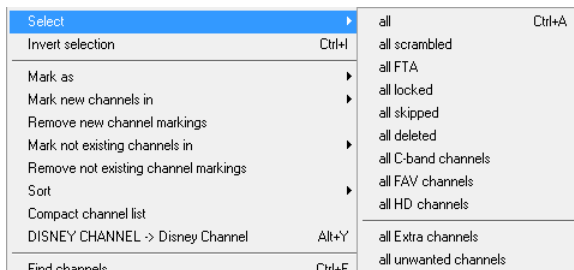 Select
Invert selection Ctrl+I
Mark as
Mark new channels in
Remove new channel markings
Mark not existing channels in
Remove not existing channel markings
Sort
Compact channel list
DISNEY CHANNEL -> Disney Channel Alt+Y
Find channels Ctrl+F
all Ctrl+A
all scrambled
all FTA
all locked
all skipped
all deleted
all C-band channels
all FAV channels
all HD channels
all Extra channels
all unwanted channels